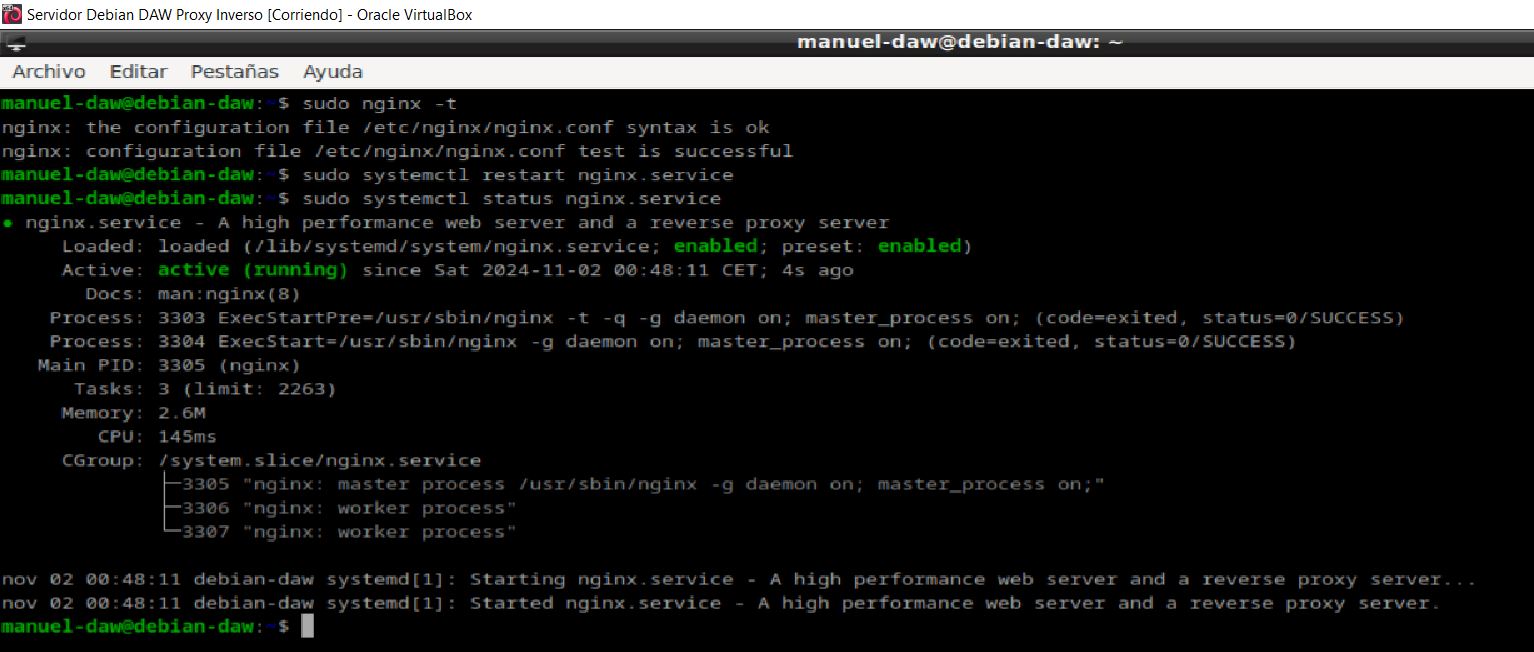 Servidor Debian DAW Proxy Inverso [Corriendo] - Oracle VirtualBox
manuel-daw@debian-daw: ~
Archivo Editar Pestañas Ayuda
manuel-daw@debian-daw:~$ sudo nginx -t
nginx: the configuration file /etc/nginx/nginx.conf syntax is ok
nginx: configuration file /etc/nginx/nginx.conf test is successful
manuel-daw@debian-daw:~$ sudo systemctl restart nginx.service
manuel-daw@debian-daw:~$ sudo systemctl status nginx.service
● nginx.service - A high performance web server and a reverse proxy server
Loaded: loaded (/lib/systemd/system/nginx.service; enabled; preset: enabled)
Active: active (running) since Sat 2024-11-02 00:48:11 CET; 4s ago
Docs: man:nginx(8)
Process: 3303 ExecStartPre=/usr/sbin/nginx -t -q -g daemon on; master_process on; (code=exited, status=0/SUCCESS)
Process: 3304 ExecStart=/usr/sbin/nginx -g daemon on; master_process on; (code=exited, status=0/SUCCESS)
Main PID: 3305 (nginx)
Tasks: 3 (limit: 2263)
Memory: 2.6M
CPU: 145ms
CGroup: /system.slice/nginx.service
├─3305 "nginx: master process /usr/sbin/nginx -g daemon on; master_process on;"
├─3306 "nginx: worker process"
└─3307 "nginx: worker process"
nov 02 00:48:11 debian-daw systemd[1]: Starting nginx.service - A high performance web server and a reverse proxy server...
nov 02 00:48:11 debian-daw systemd[1]: Started nginx.service - A high performance web server and a reverse proxy server.
manuel-daw@debian-daw:~$